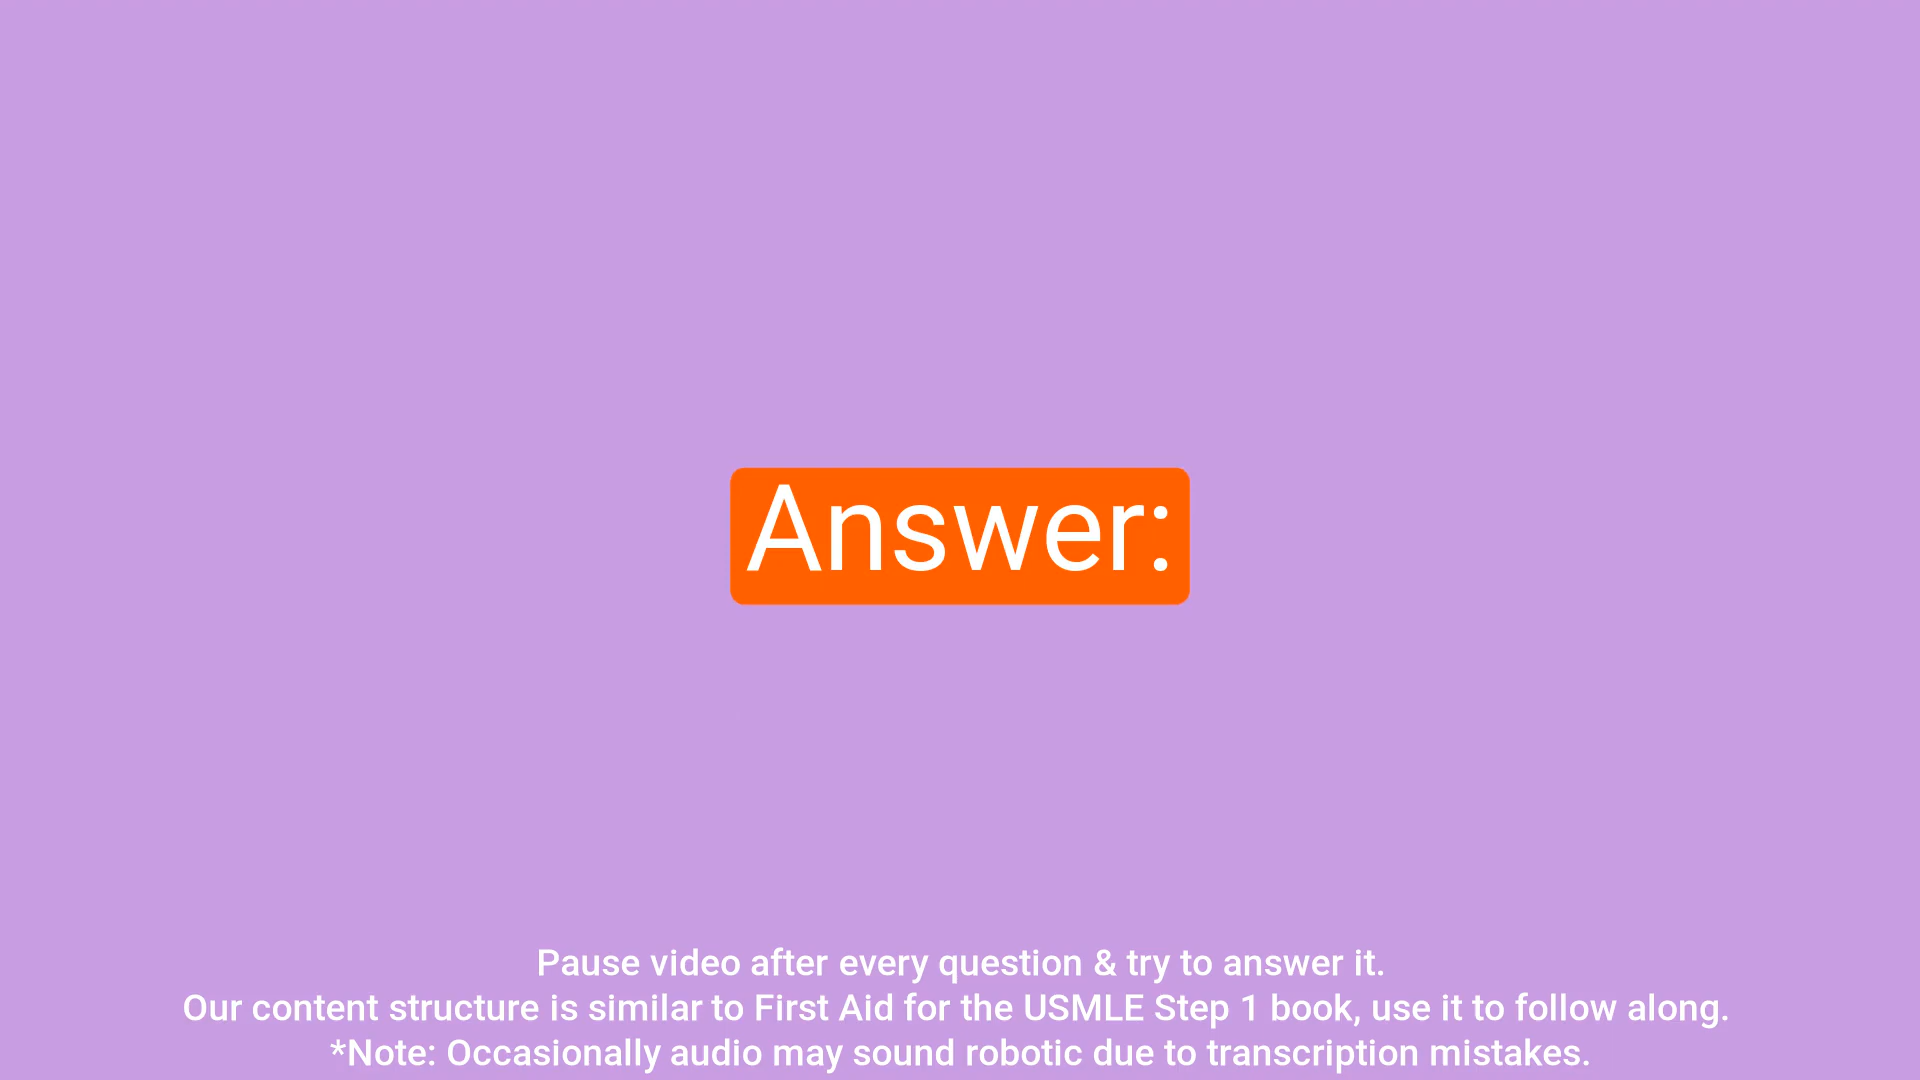 Answer:
Pause video after every question & try to answer it.
Our content structure is similar to First Aid for the USMLE Step 1 book, use it to follow along.
*Note: Occasionally audio may sound robotic due to transcription mistakes.